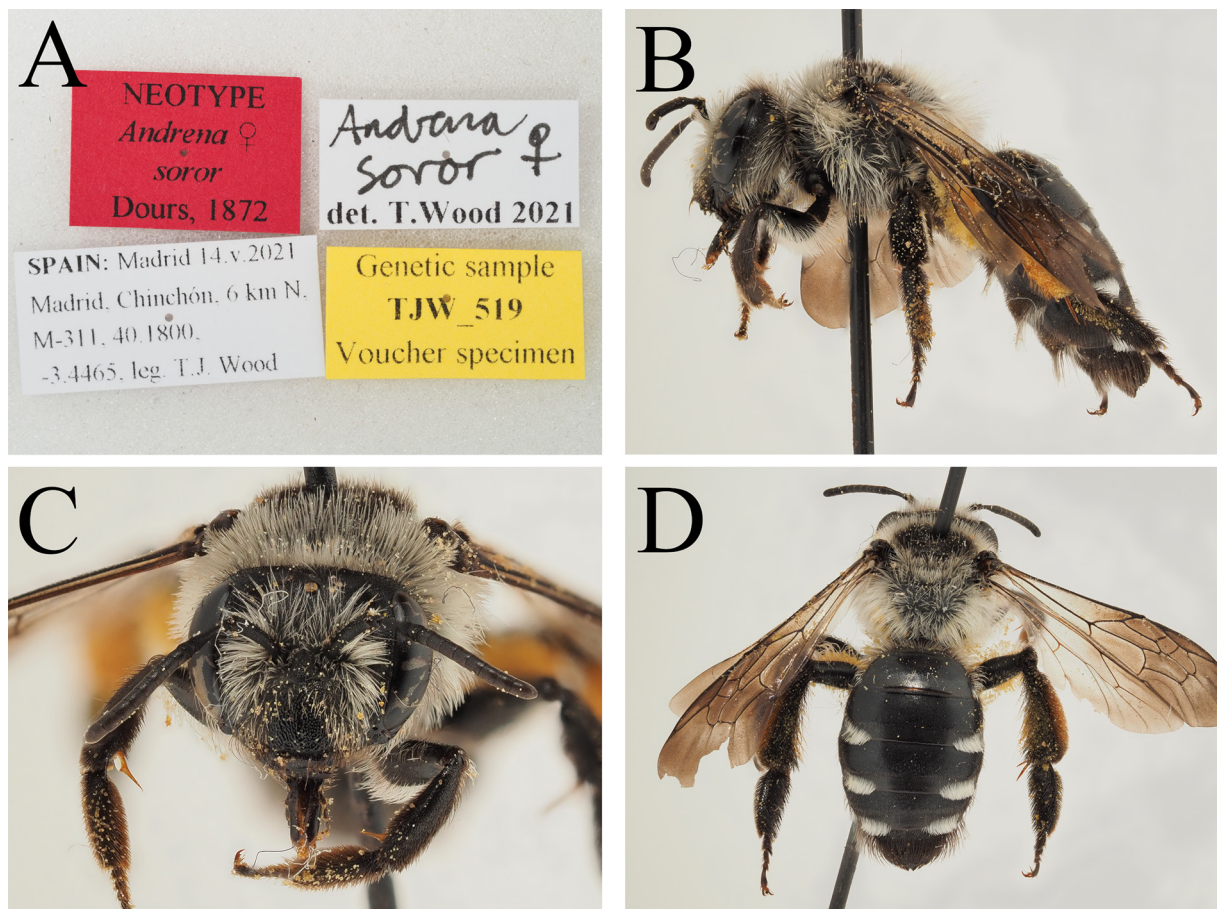 A
NEOTYPE
Andrena ♀
soror
Dours, 1872
Andrena
soror ♀
det. T.Wood 2021
SPAIN: Madrid 14.v.2021
Madrid, Chinchón, 6 km N.
M-311, 40.1800,
-3.4465, leg. T.J. Wood
Genetic sample
TJW_519
Voucher specimen
B
C
D